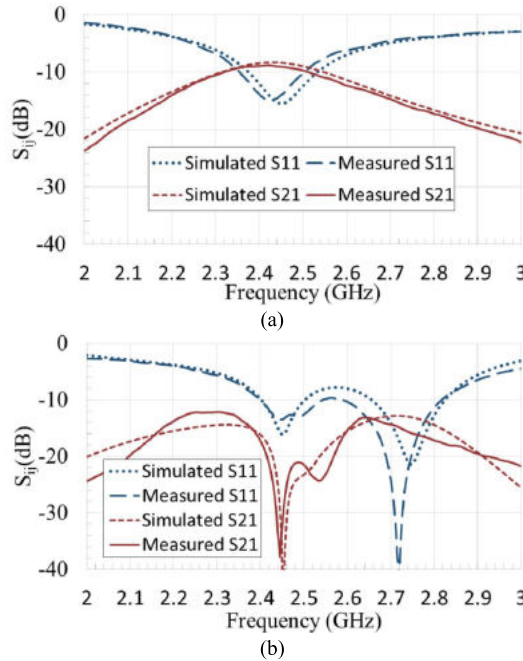 0
-10
-20
-30
-40
Sij(dB)
Simulated S11 Measured S11
Simulated S21 Measured S21
2 2.1 2.2 2.3 2.4 2.5 2.6 2.7 2.8 2.9 3
Frequency (GHz)
(a)
0
-10
-20
-30
-40
Sij(dB)
Simulated S11
Measured S11
Simulated S21
Measured S21
2 2.1 2.2 2.3 2.4 2.5 2.6 2.7 2.8 2.9 3
Frequency (GHz)
(b)